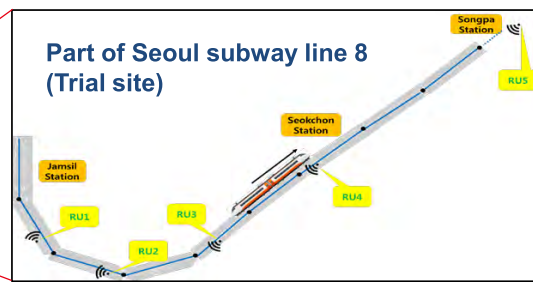 Part of Seoul subway line 8
(Trial site)
Songpa
Station
RU5
Seokchon
Station
Jamsil
Station
RU4
RU3
RU1
RU2